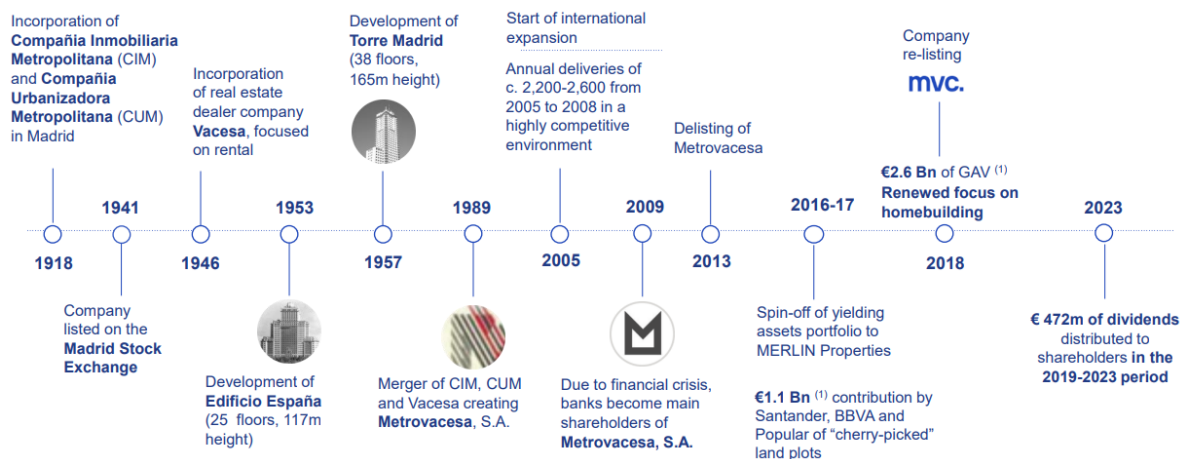 Incorporation of
Compañia Inmobiliaria
Metropolitana (CIM)
and Compañia
Urbanizadora
Metropolitana (CUM)
in Madrid
1918
1941
Company
listed on the
Madrid Stock
Exchange
Incorporation
of real estate
dealer company
Vacesa, focused
on rental
1946
1953
Development of
Edificio España
(25 floors, 117m
height)
Development of
Torre Madrid
(38 floors,
165m height)
1957
1989
Merger of CIM, CUM
and Vacesa creating
Metrovacesa, S.A.
Start of international
expansion
Annual deliveries of
c. 2,200-2,600 from
2005 to 2008 in a
highly competitive
environment
2005
2009
Due to financial crisis,
banks become main
shareholders of
Metrovacesa, S.A.
Delisting of
Metrovacesa
2013
2016-17
Spin-off of yielding
assets portfolio to
MERLIN Properties
€1.1 Bn (1) contribution by
Santander, BBVA and
Popular of “cherry-picked”
land plots
Company
re-listing
mvc.
€2.6 Bn of GAV (1)
Renewed focus on
homebuilding
2018
2023
€ 472m of dividends
distributed to
shareholders in the
2019-2023 period